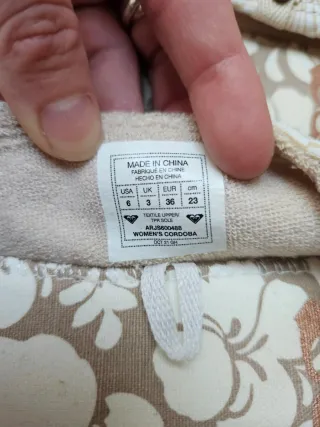 MADE IN CHINA
FABRIQUÉ EN CHINE
HECHO EN CHINA
USA UK EUR cm
6 3 36 23
TEXTILE UPPER/
TPR SOLE
ARJS600488
WOMEN'S CORDOBA